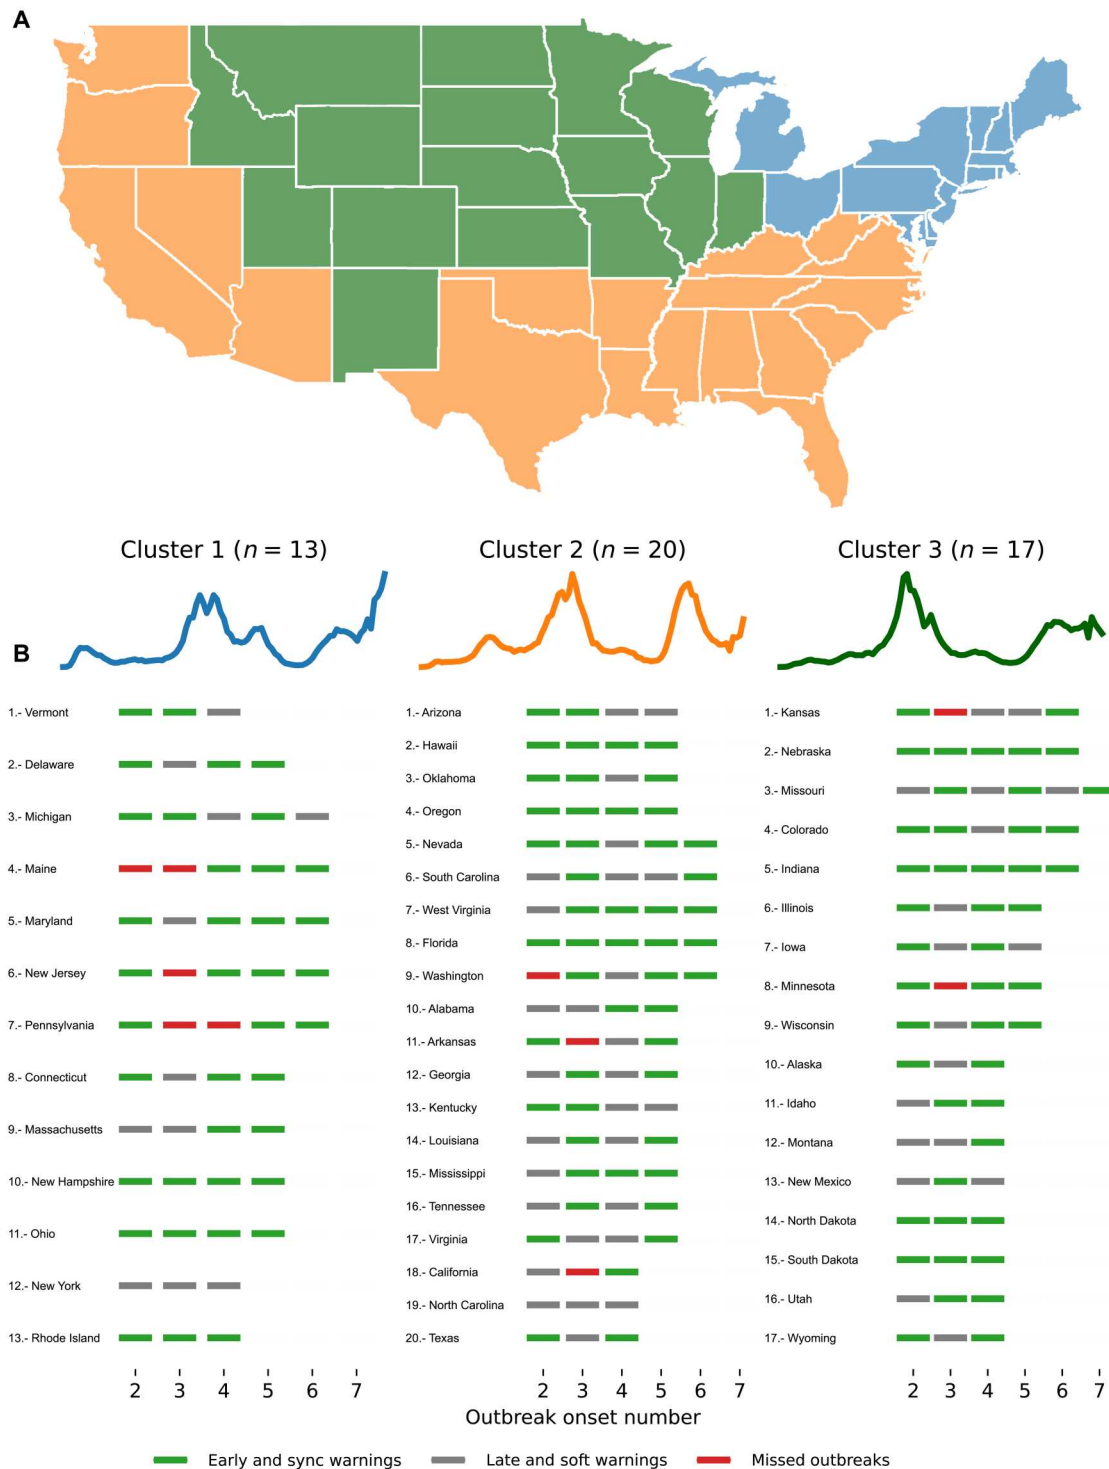 A
Cluster 1 (n = 13)
Cluster 2 (n = 20)
Cluster 3 (n = 17)
B
1.- Vermont
2.- Delaware
3.- Michigan
4.- Maine
5.- Maryland
6.- New Jersey
7.- Pennsylvania
8.- Connecticut
9.- Massachusetts
10.- New Hampshire
11.- Ohio
12.- New York
13.- Rhode Island
2 3 4 5 6 7
1.- Arizona
2.- Hawaii
3.- Oklahoma
4.- Oregon
5.- Nevada
6.- South Carolina
7.- West Virginia
8.- Florida
9.- Washington
10.- Alabama
11.- Arkansas
12.- Georgia
13.- Kentucky
14.- Louisiana
15.- Mississippi
16.- Tennessee
17.- Virginia
18.- California
19.- North Carolina
20.- Texas
2 3 4 5 6 7
1.- Kansas
2.- Nebraska
3.- Missouri
4.- Colorado
5.- Indiana
6.- Illinois
7.- Iowa
8.- Minnesota
9.- Wisconsin
10.- Alaska
11.- Idaho
12.- Montana
13.- New Mexico
14.- North Dakota
15.- South Dakota
16.- Utah
17.- Wyoming
2 3 4 5 6 7
Outbreak onset number
Early and sync warnings
Late and soft warnings
Missed outbreaks